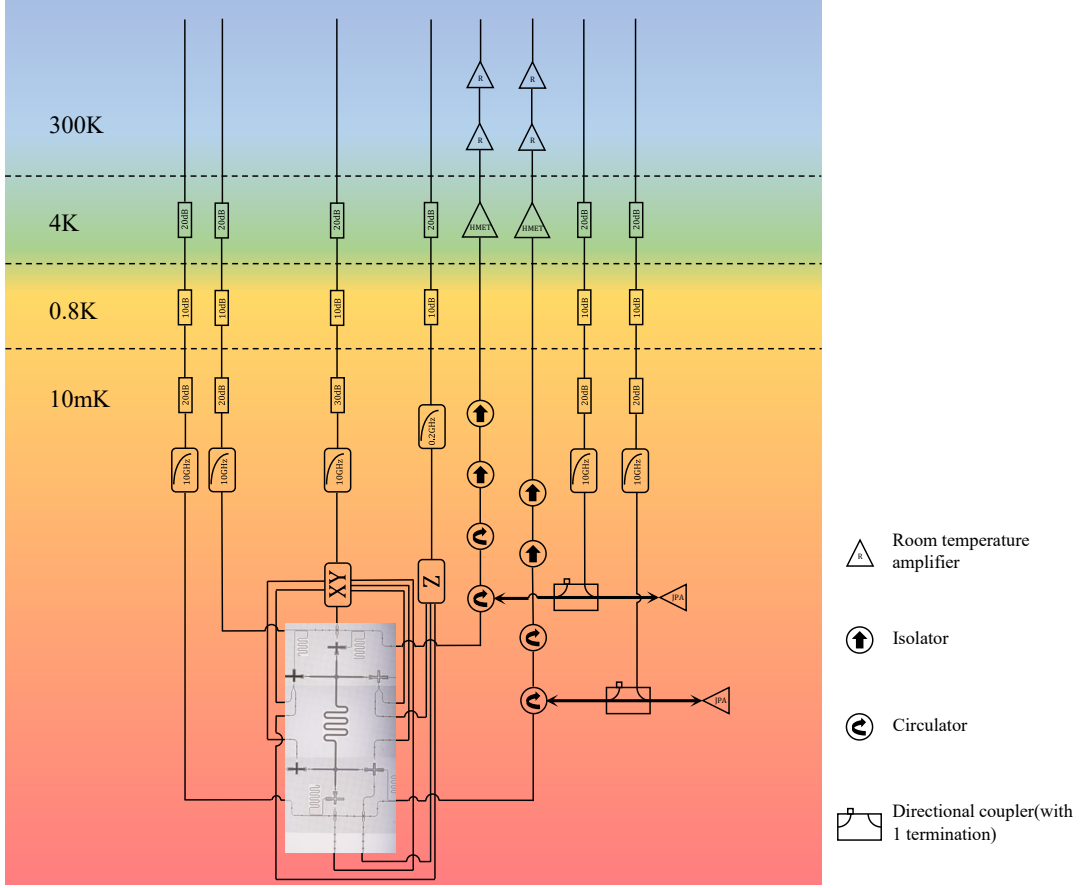 R R
300K
R R
4K
20dB 20dB 20dB 20dB HMET HMET 20dB 20dB
0.8K
10dB 10dB 10dB 10dB 10dB 10dB
10mK
20dB 20dB 30dB 20dB 20dB
0.2GHz
10GHz 10GHz 10GHz 10GHz 10GHz
XY Z
JPA
JPA
R
Room temperature
amplifier
Isolator
Circulator
Directional coupler(with
1 termination)